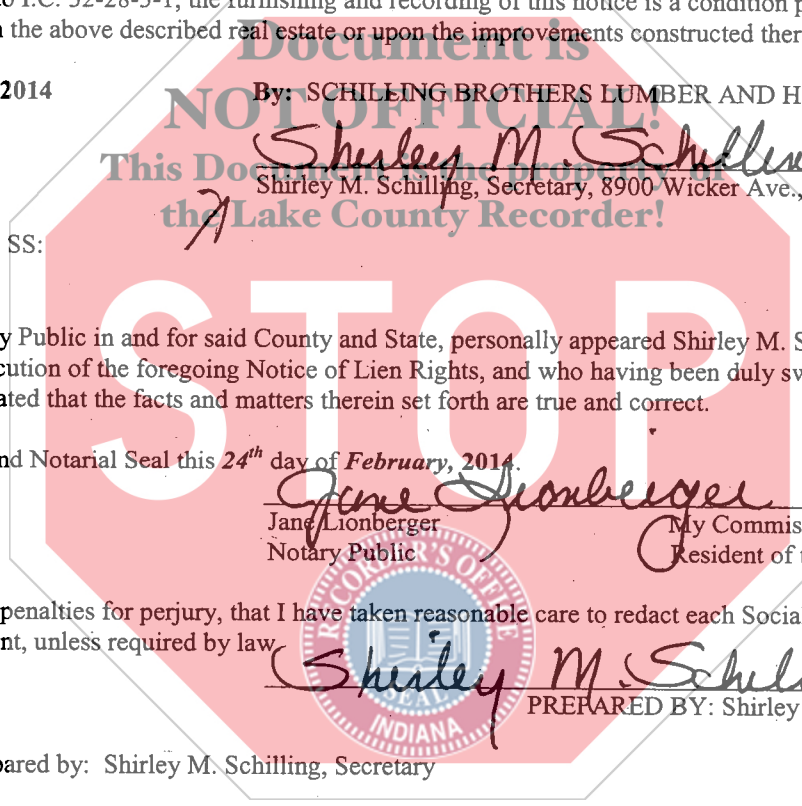 I.C. 32-28-3-1, the furnishing and recording of this notice is a condition
the above described real estate or upon the improvements constructed
Document is
2014 By: SCHILLING BROTHERS LUMBER AND H
NOT OFFICIAL!
Shirley M. Schilling
This Document is the property of
Shirley M. Schilling, Secretary, 8900 Wicker Ave.,
the Lake County Recorder!
SS:
STOP
y Public in and for said County and State, personally appeared Shirley M. S
cution of the foregoing Notice of Lien Rights, and who having been duly sw
ated that the facts and matters therein set forth are true and correct.
nd Notarial Seal this 24th day of February, 2014.
Jane Lionberger
Jane Lionberger My Commis
Notary Public Resident of
RECORDER'S OFFICE
SEAL
INDIANA
penalties for perjury, that I have taken reasonable care to redact each Socia
nt, unless required by law
Shirley M. Schil
PREPARED BY: Shirley
pared by: Shirley M. Schilling, Secretary